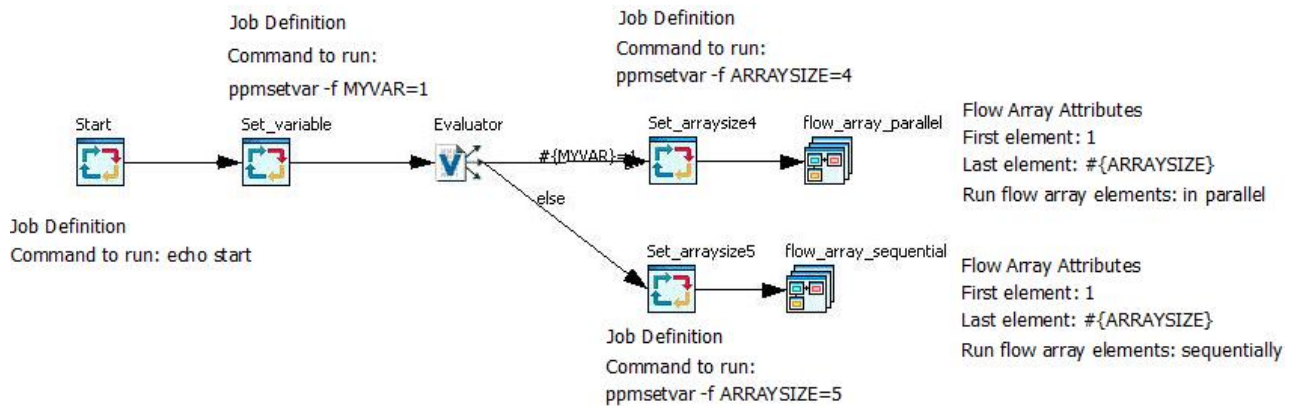 Job Definition
Command to run:
ppmsetvar -f MYVAR=1
Job Definition
Command to run:
ppmsetvar -f ARRAYSIZE=4
Start
Set_variable
Evaluator
Set_arraysize4
flow_array_parallel
#{MYVAR}=1
else
Flow Array Attributes
First element: 1
Last element: #{ARRAYSIZE}
Run flow array elements: in parallel
Job Definition
Command to run: echo start
Set_arraysize5
flow_array_sequential
Flow Array Attributes
First element: 1
Last element: #{ARRAYSIZE}
Run flow array elements: sequentially
Job Definition
Command to run:
ppmsetvar -f ARRAYSIZE=5